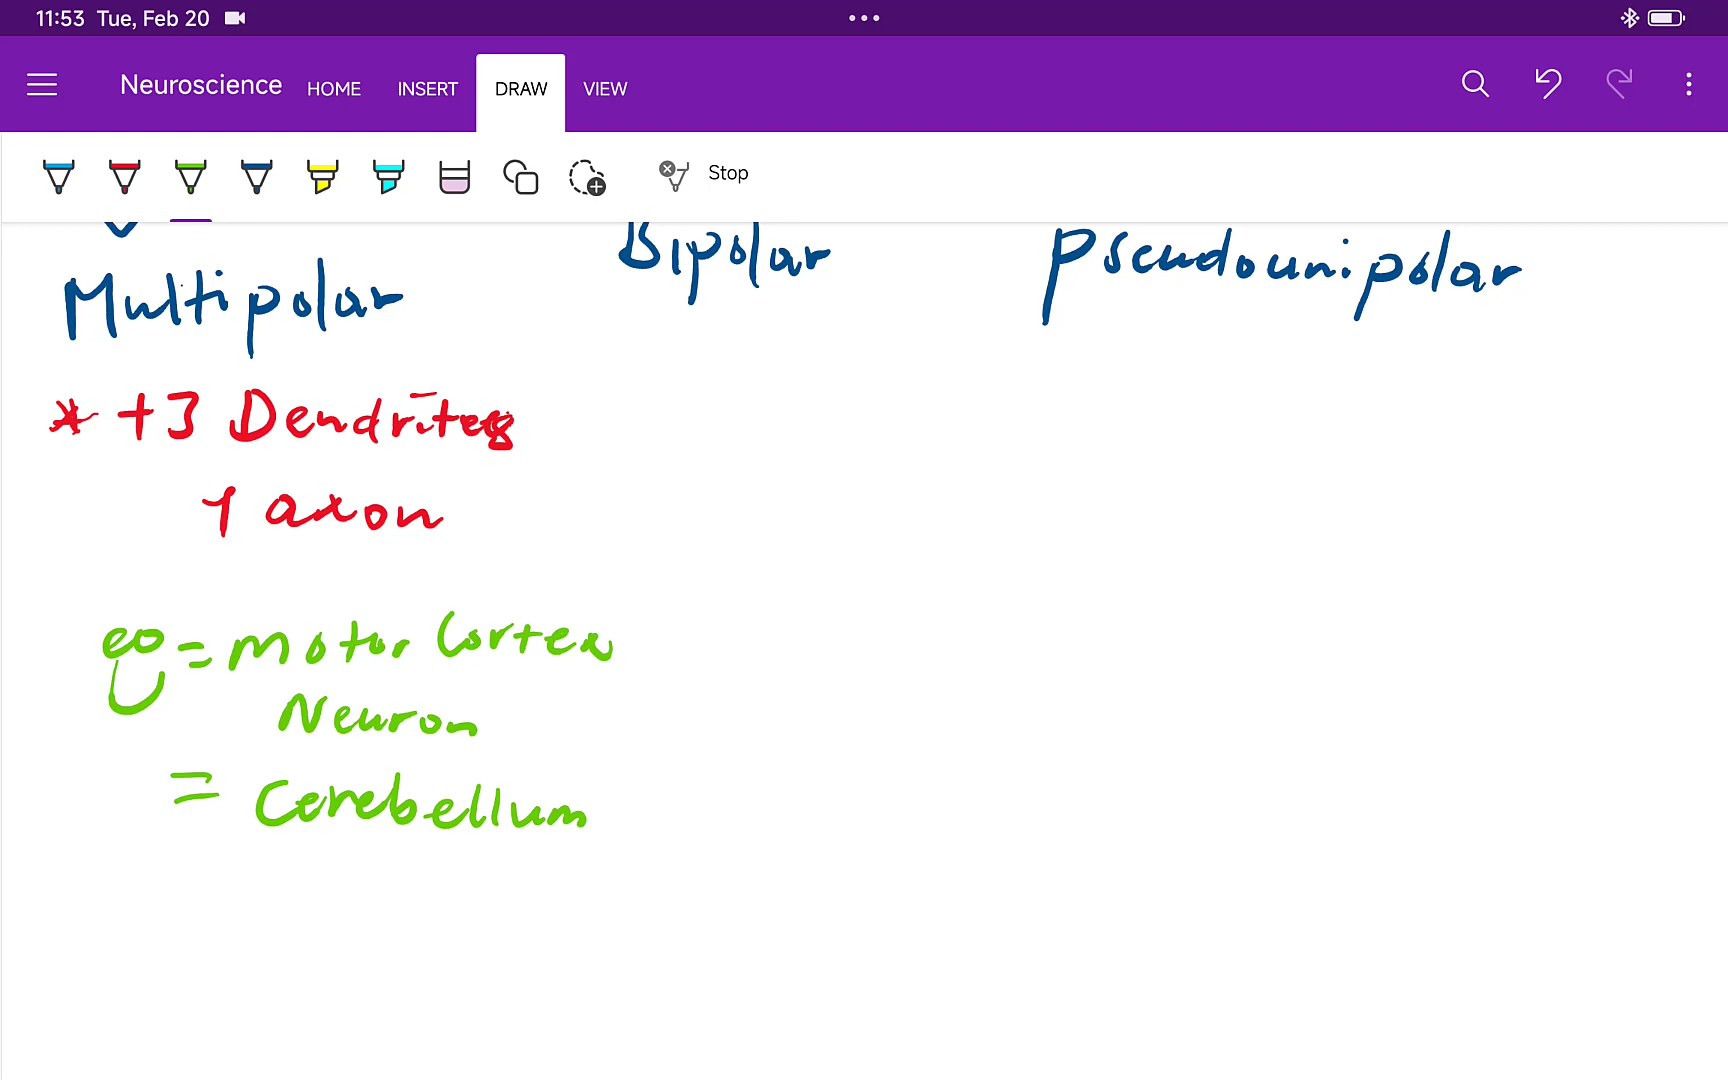 11:53 Tue, Feb 20
Neuroscience HOME INSERT DRAW VIEW
Stop
Multipolar Bipolar Pseudounipolar
* +3 Dendrites
1 axon
eg = Motor Cortex
Neuron
= Cerebellum